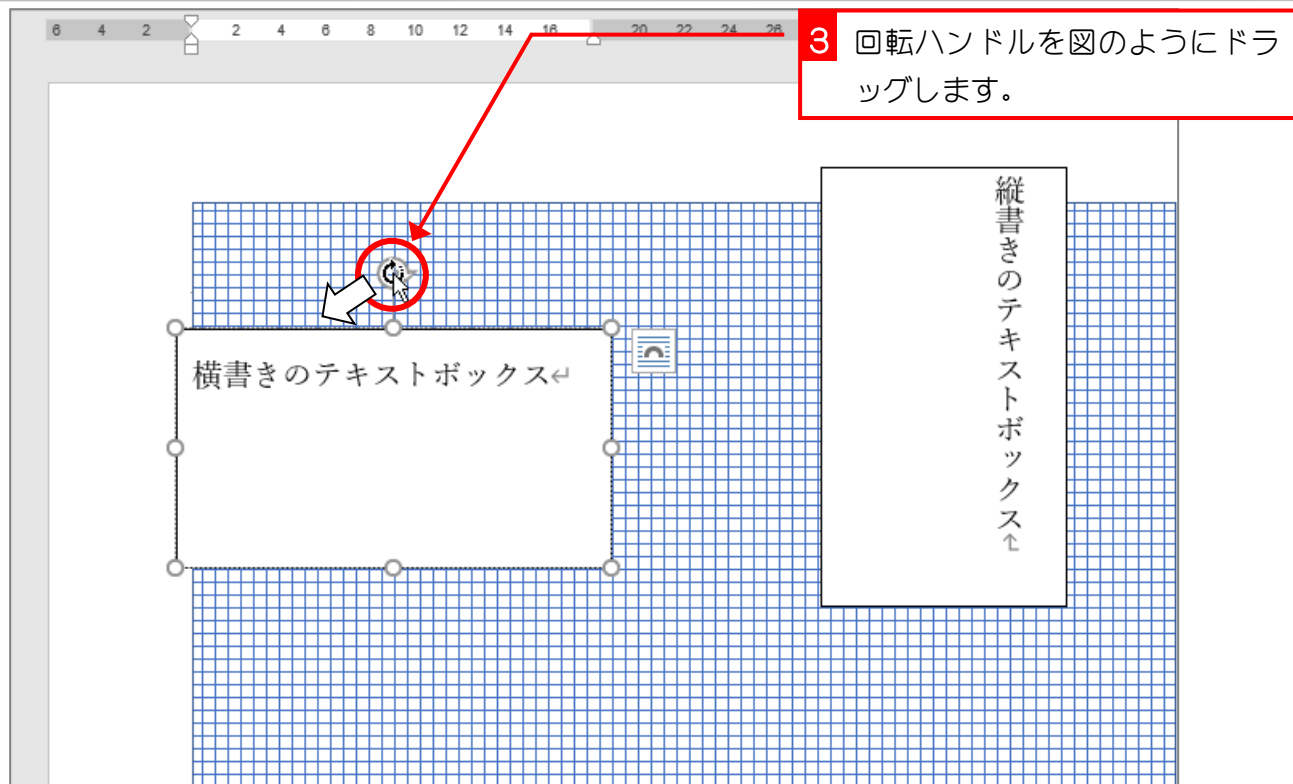 6 4 2 2 4 6 8 10 12 14 16 20 22 24 26
3 回転ハンドルを図のようにドラ
ッグします。
横書きのテキストボックス↵
縦書きのテキストボックス↵